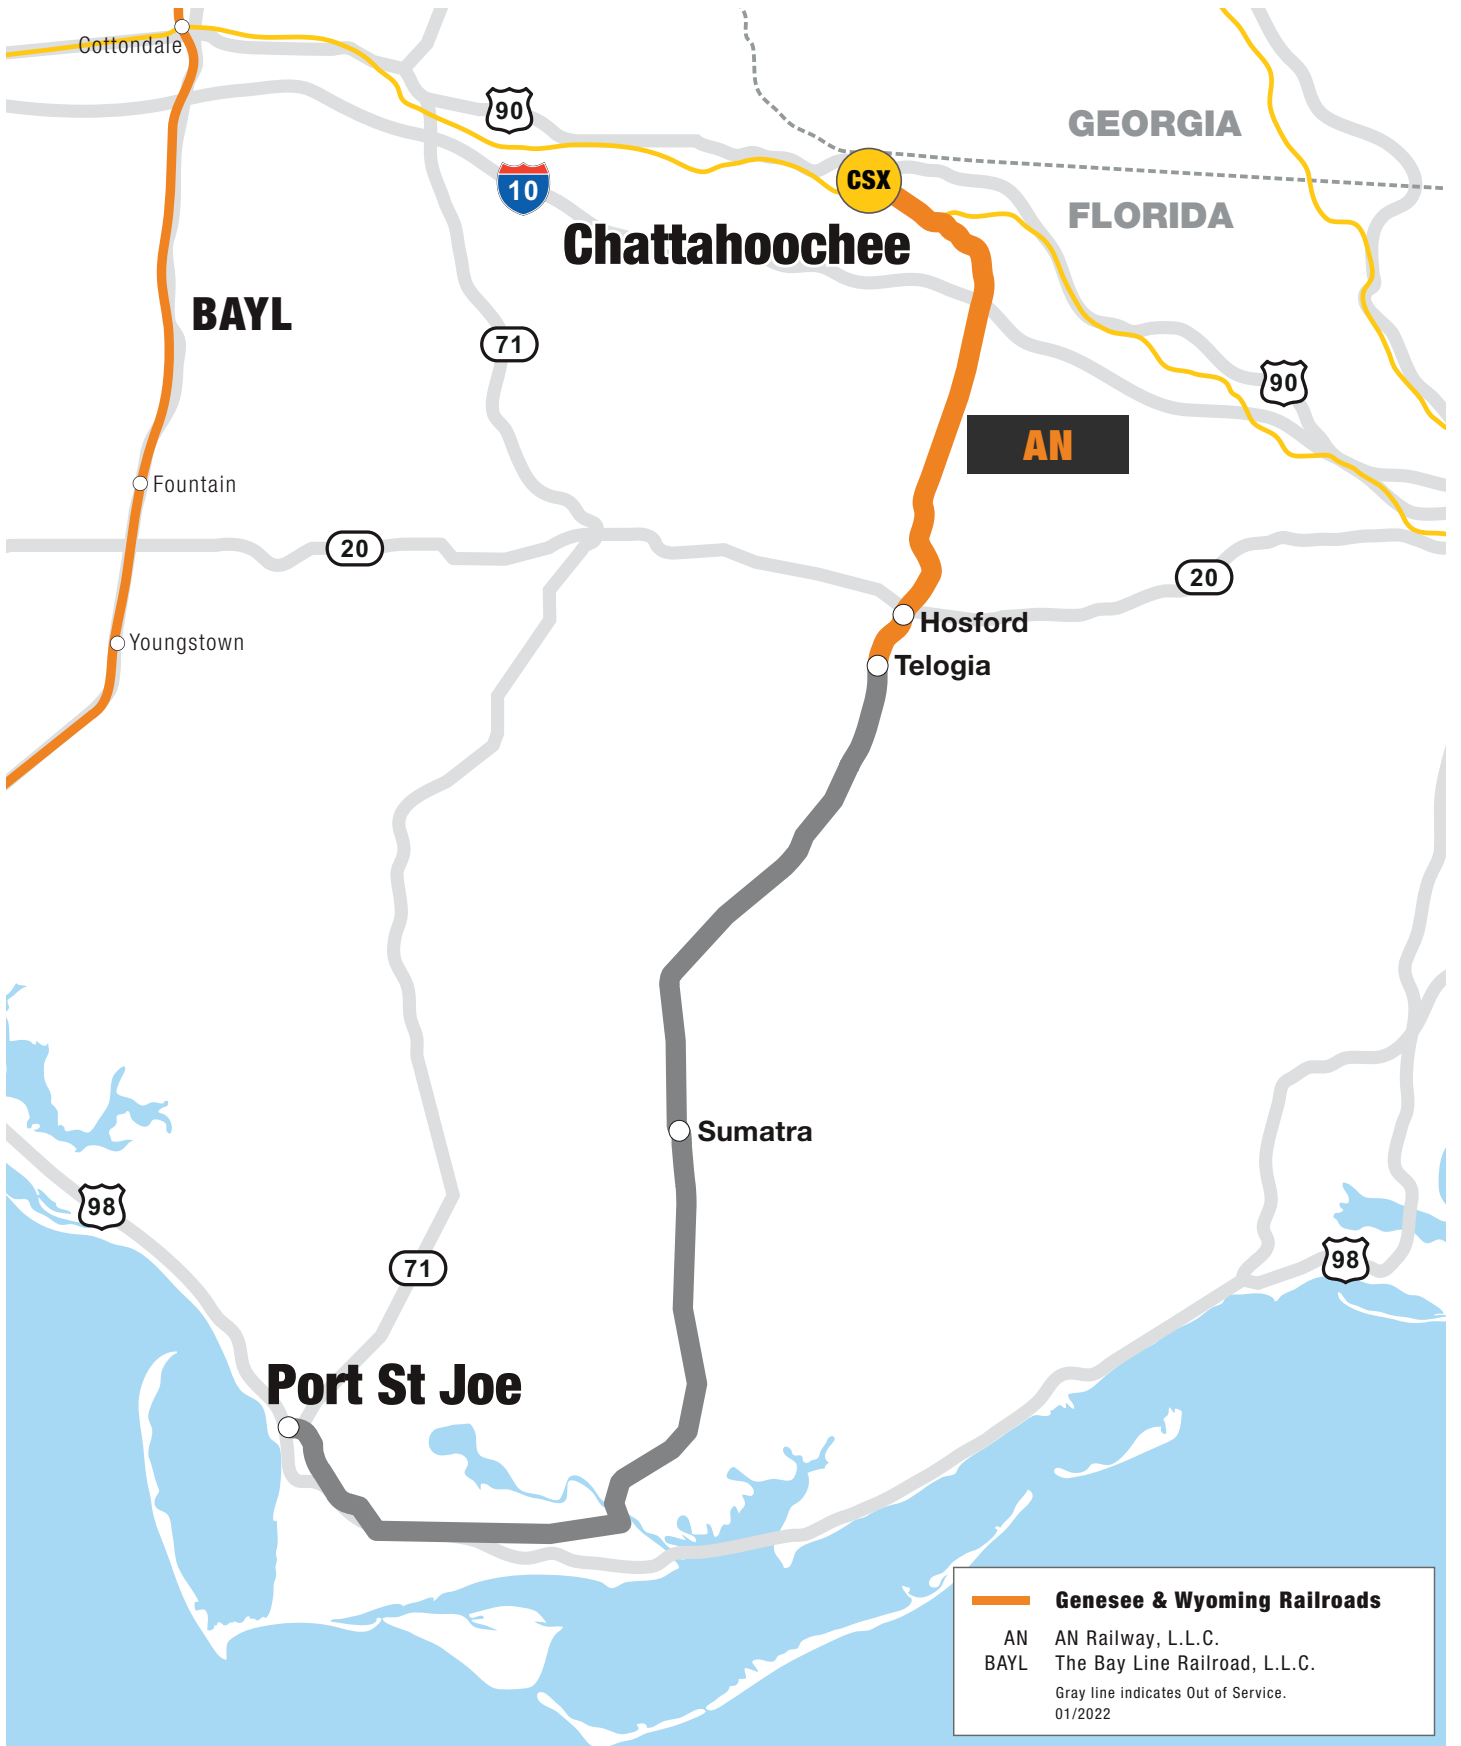 Cottondale
90
GEORGIA
10
CSX
FLORIDA
Chattahoochee
BAYL
71
90
AN
Fountain
20
20
Hosford
Youngstown
Telogia
Sumatra
98
71
98
Port St Joe
Genesee & Wyoming Railroads
AN AN Railway, L.L.C.
BAYL The Bay Line Railroad, L.L.C.
Gray line indicates Out of Service.
01/2022